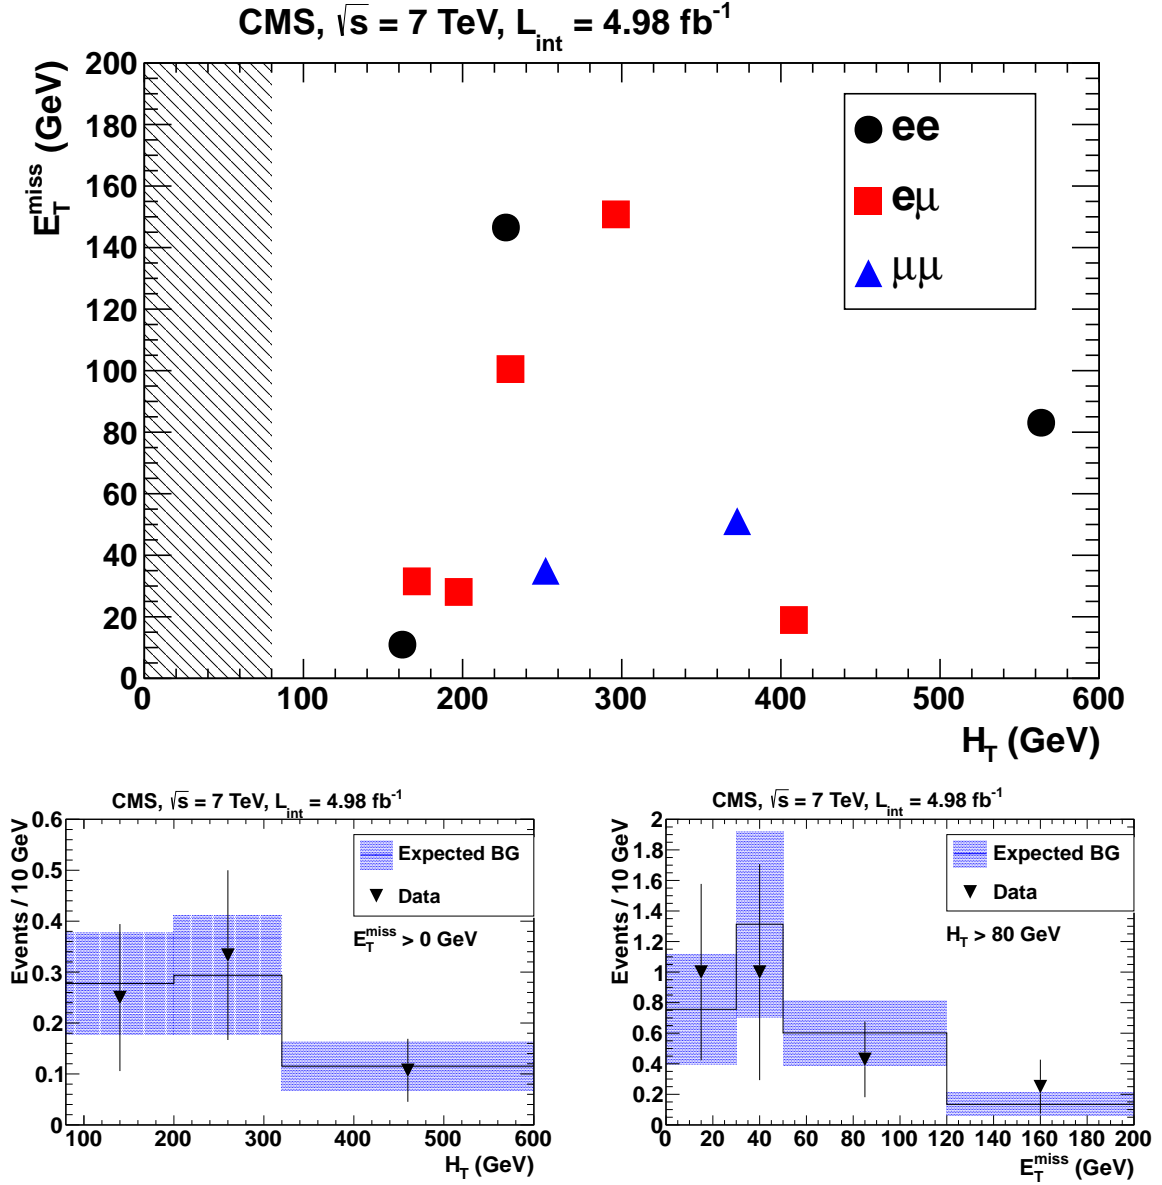 CMS, √s = 7 TeV, L_int = 4.98 fb⁻¹
E_T^miss (GeV)
200
180
160
140
120
100
80
60
40
20
0
ee
eμ
μμ
0 100 200 300 400 500 600
H_T (GeV)
CMS, √s = 7 TeV, L_int = 4.98 fb⁻¹
Events / 10 GeV
0.6
0.5
0.4
0.3
0.2
0.1
0
Expected BG
Data
E_T^miss > 0 GeV
100 200 300 400 500 600
H_T (GeV)
CMS, √s = 7 TeV, L_int = 4.98 fb⁻¹
Events / 10 GeV
2
1.8
1.6
1.4
1.2
1
0.8
0.6
0.4
0.2
0
Expected BG
Data
H_T > 80 GeV
0 20 40 60 80 100 120 140 160 180 200
E_T^miss (GeV)